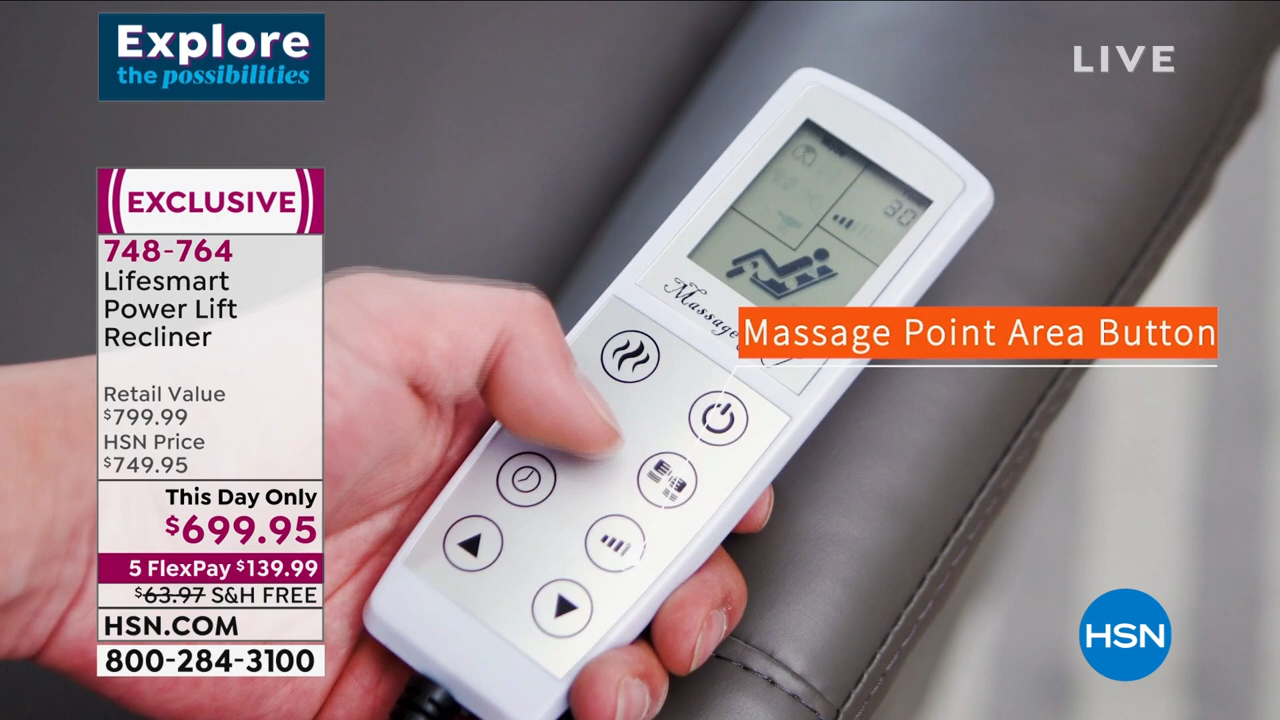 Explore
the possibilities
LIVE
EXCLUSIVE
748-764
Lifesmart
Power Lift
Recliner
Retail Value
$799.99
HSN Price
$749.95
This Day Only
$699.95
5 FlexPay $139.99
$63.97 S&H FREE
HSN.COM
800-284-3100
30
Massage
Massage Point Area Button
HSN